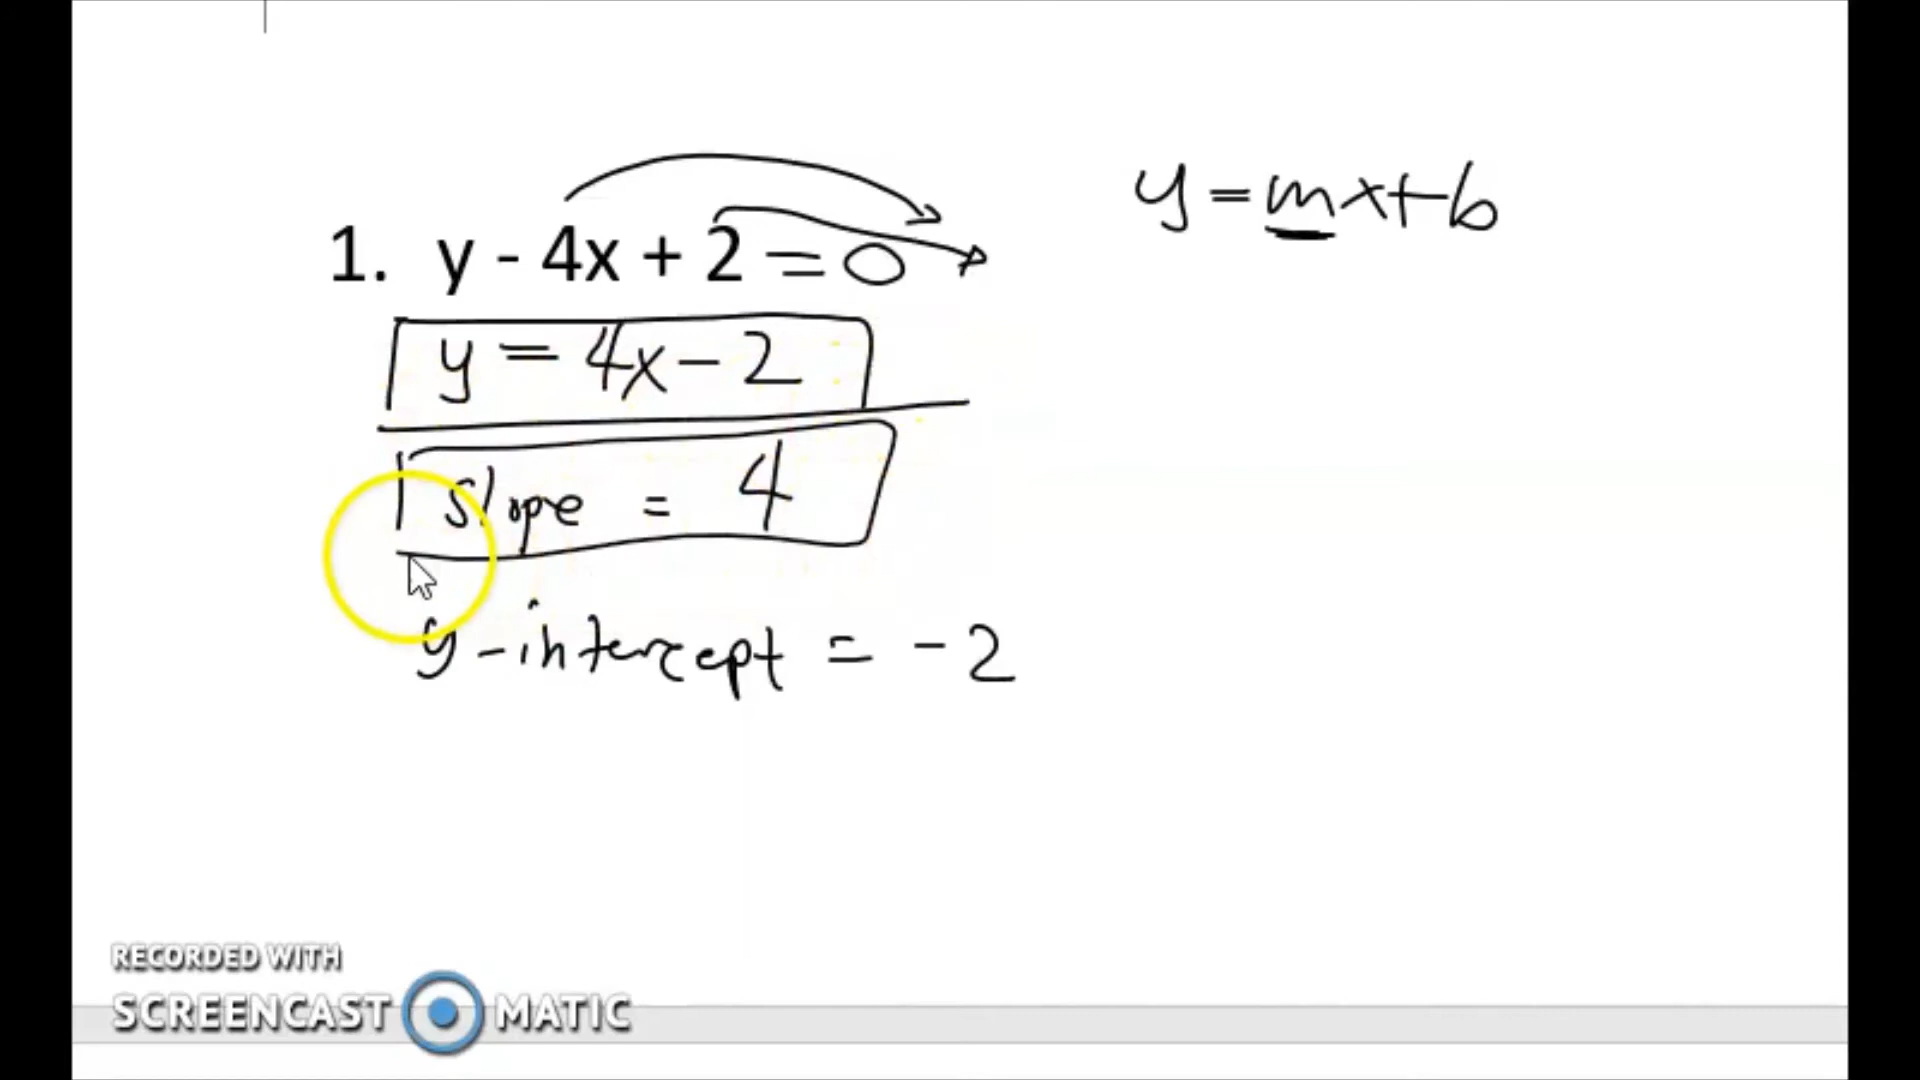 y = mx+b
1. y - 4x + 2 = 0
y = 4x - 2
slope = 4
y-intercept = -2
RECORDED WITH
SCREENCAST MATIC